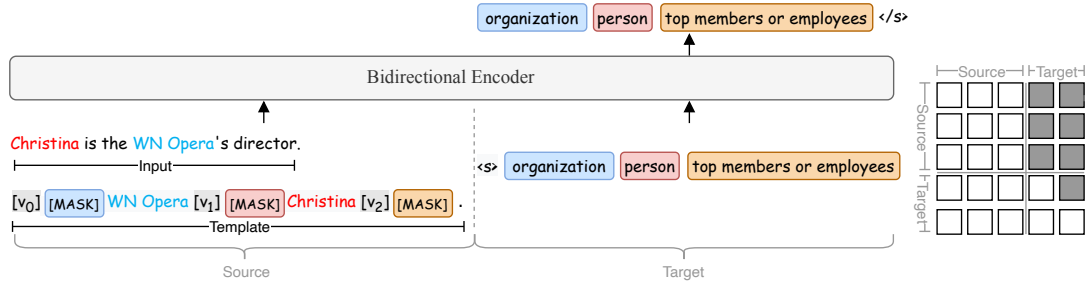 organization person top members or employees </s>
Bidirectional Encoder
Christina is the WN Opera's director.
Input
<s> organization person top members or employees
[v0] [MASK] WN Opera [v1] [MASK] Christina [v2] [MASK] .
Template
Source
Target
Source
Target
Source
Target